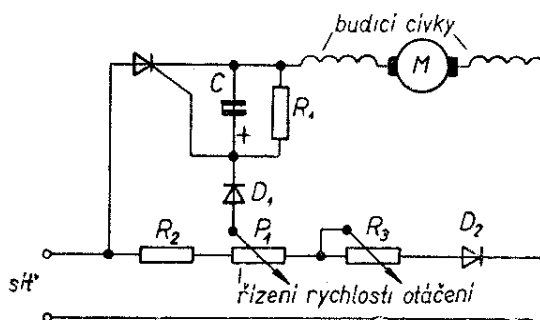 budicí cívky
C
M
+
R₁
D₁
R₂
P₁
R₃
D₂
síť
řízení rychlosti otáčení